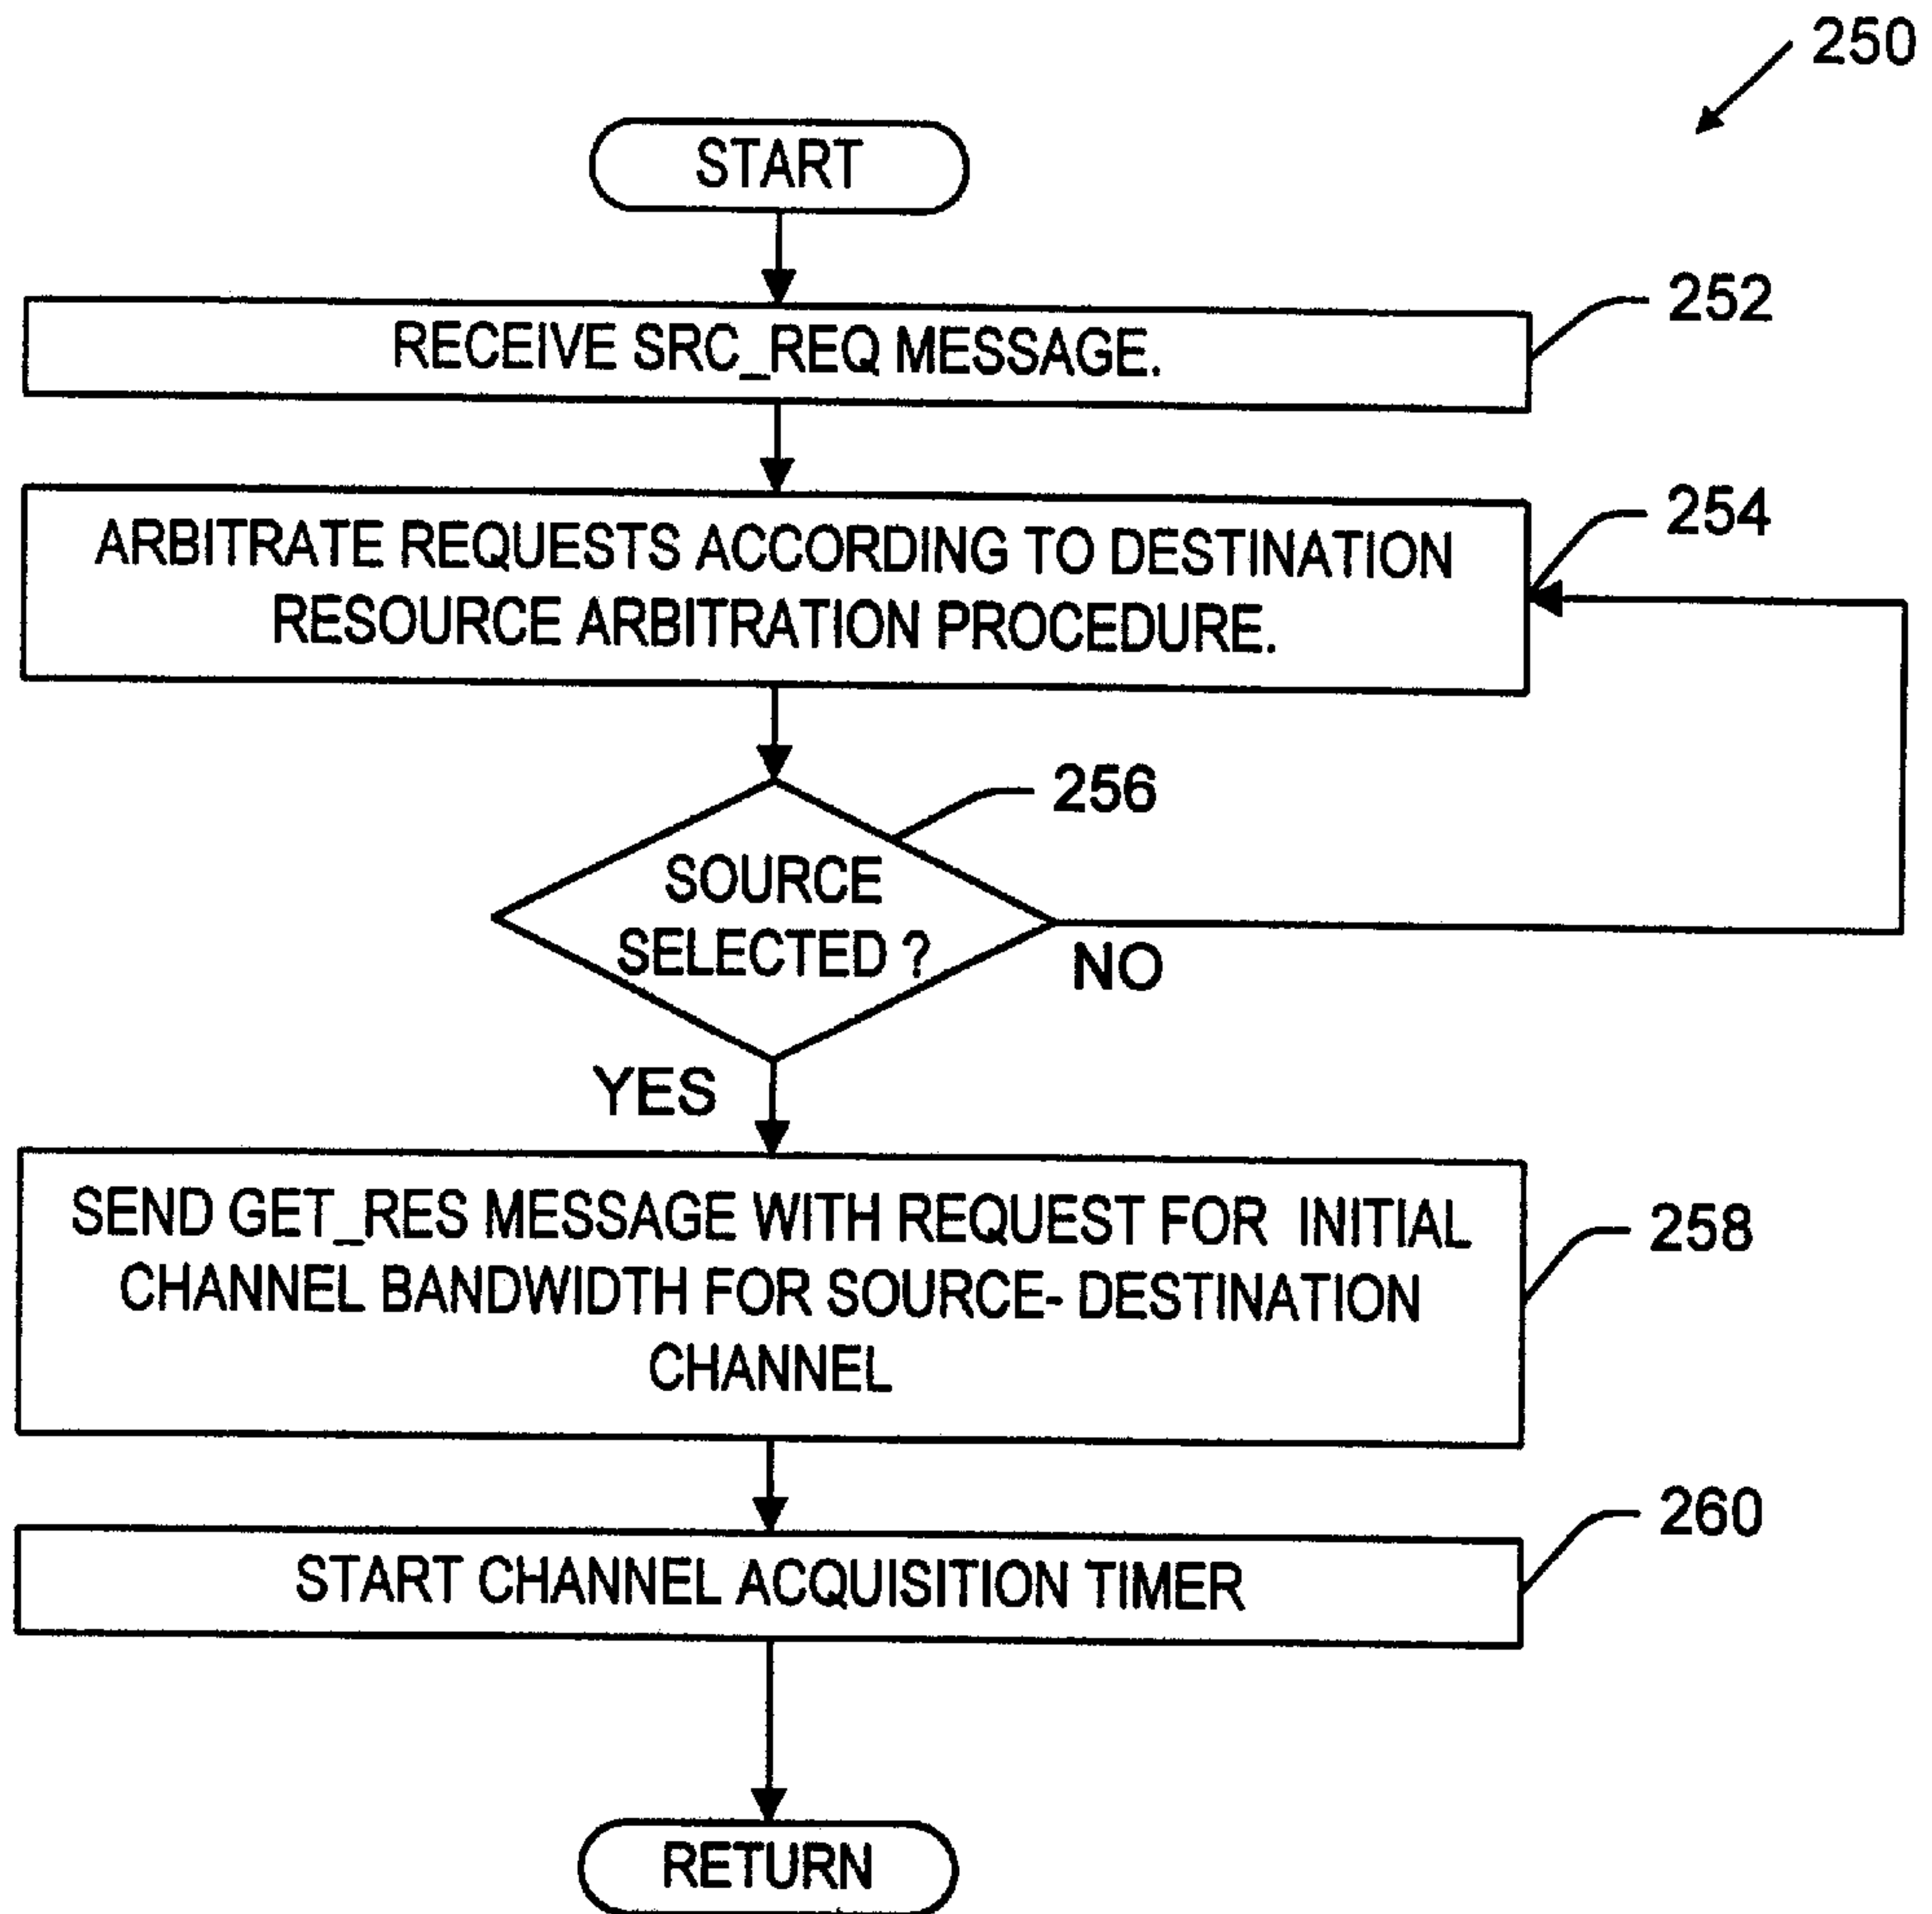 250
START
252
RECEIVE SRC_REQ MESSAGE.
254
ARBITRATE REQUESTS ACCORDING TO DESTINATION
RESOURCE ARBITRATION PROCEDURE.
256
SOURCE
SELECTED ?
NO
YES
SEND GET_RES MESSAGE WITH REQUEST FOR INITIAL
258
CHANNEL BANDWIDTH FOR SOURCE- DESTINATION
CHANNEL
260
START CHANNEL ACQUISITION TIMER
RETURN